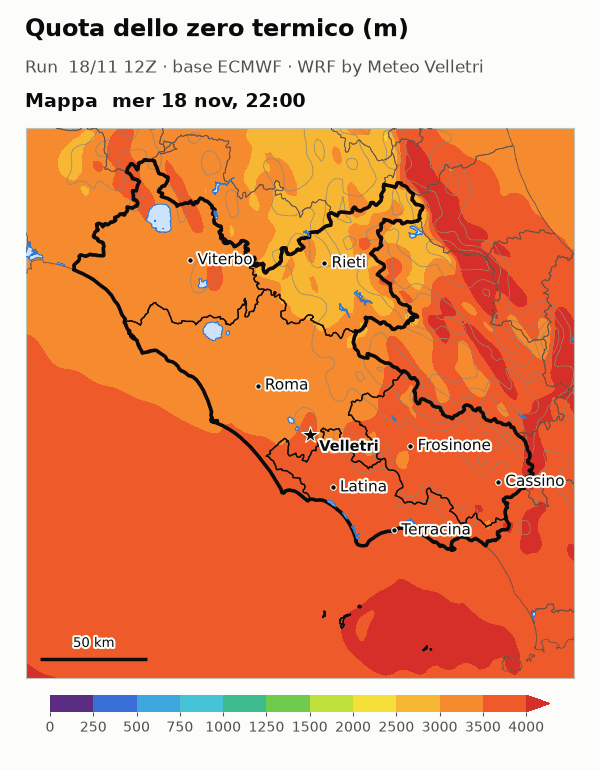 Quota dello zero termico (m)
Run  18/11 12Z · base ECMWF · WRF by Meteo Velletri
Mappa  mer 18 nov, 22:00
Viterbo
Rieti
Roma
Velletri
Frosinone
Cassino
Latina
Terracina
50 km
0 250 500 750 1000 1250 1500 2000 2500 3000 3500 4000